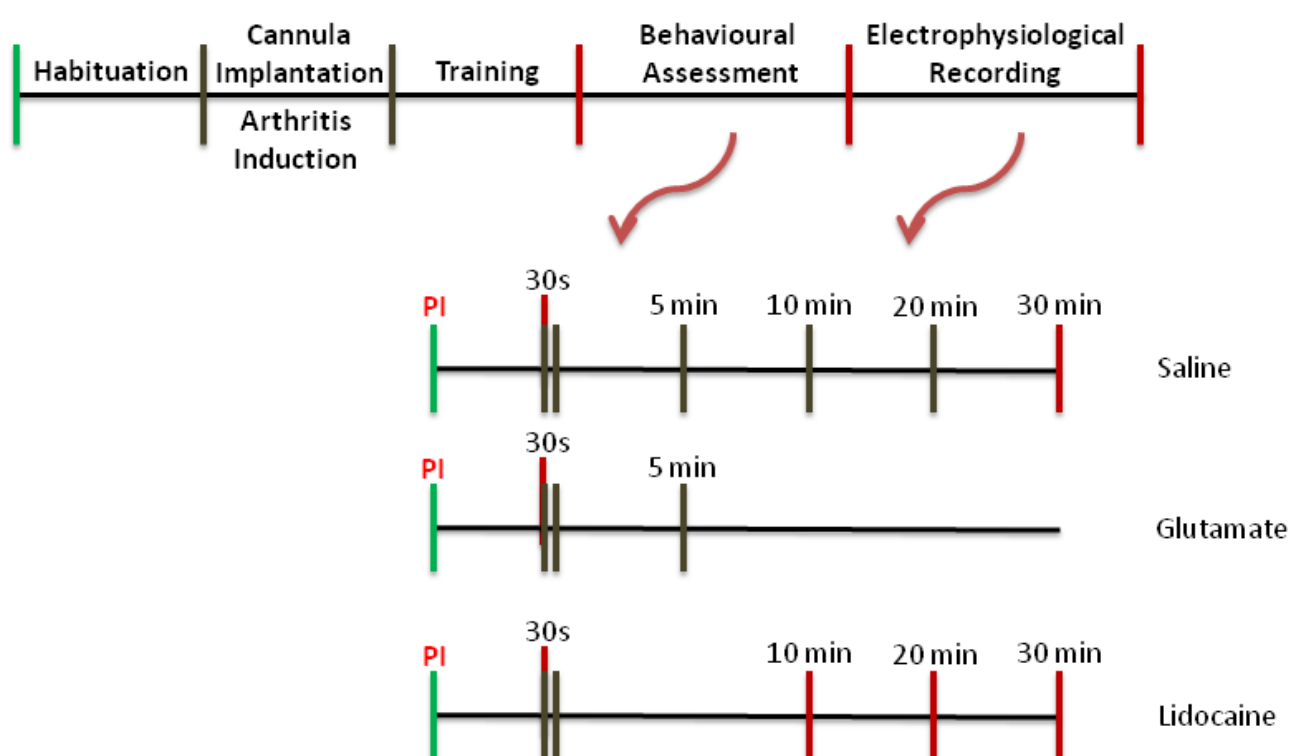 Habituation
Cannula
Implantation
Arthritis
Induction
Training
Behavioural
Assessment
Electrophysiological
Recording
PI 30s 5 min 10 min 20 min 30 min
Saline
PI 30s 5 min
Glutamate
PI 30s 10 min 20 min 30 min
Lidocaine